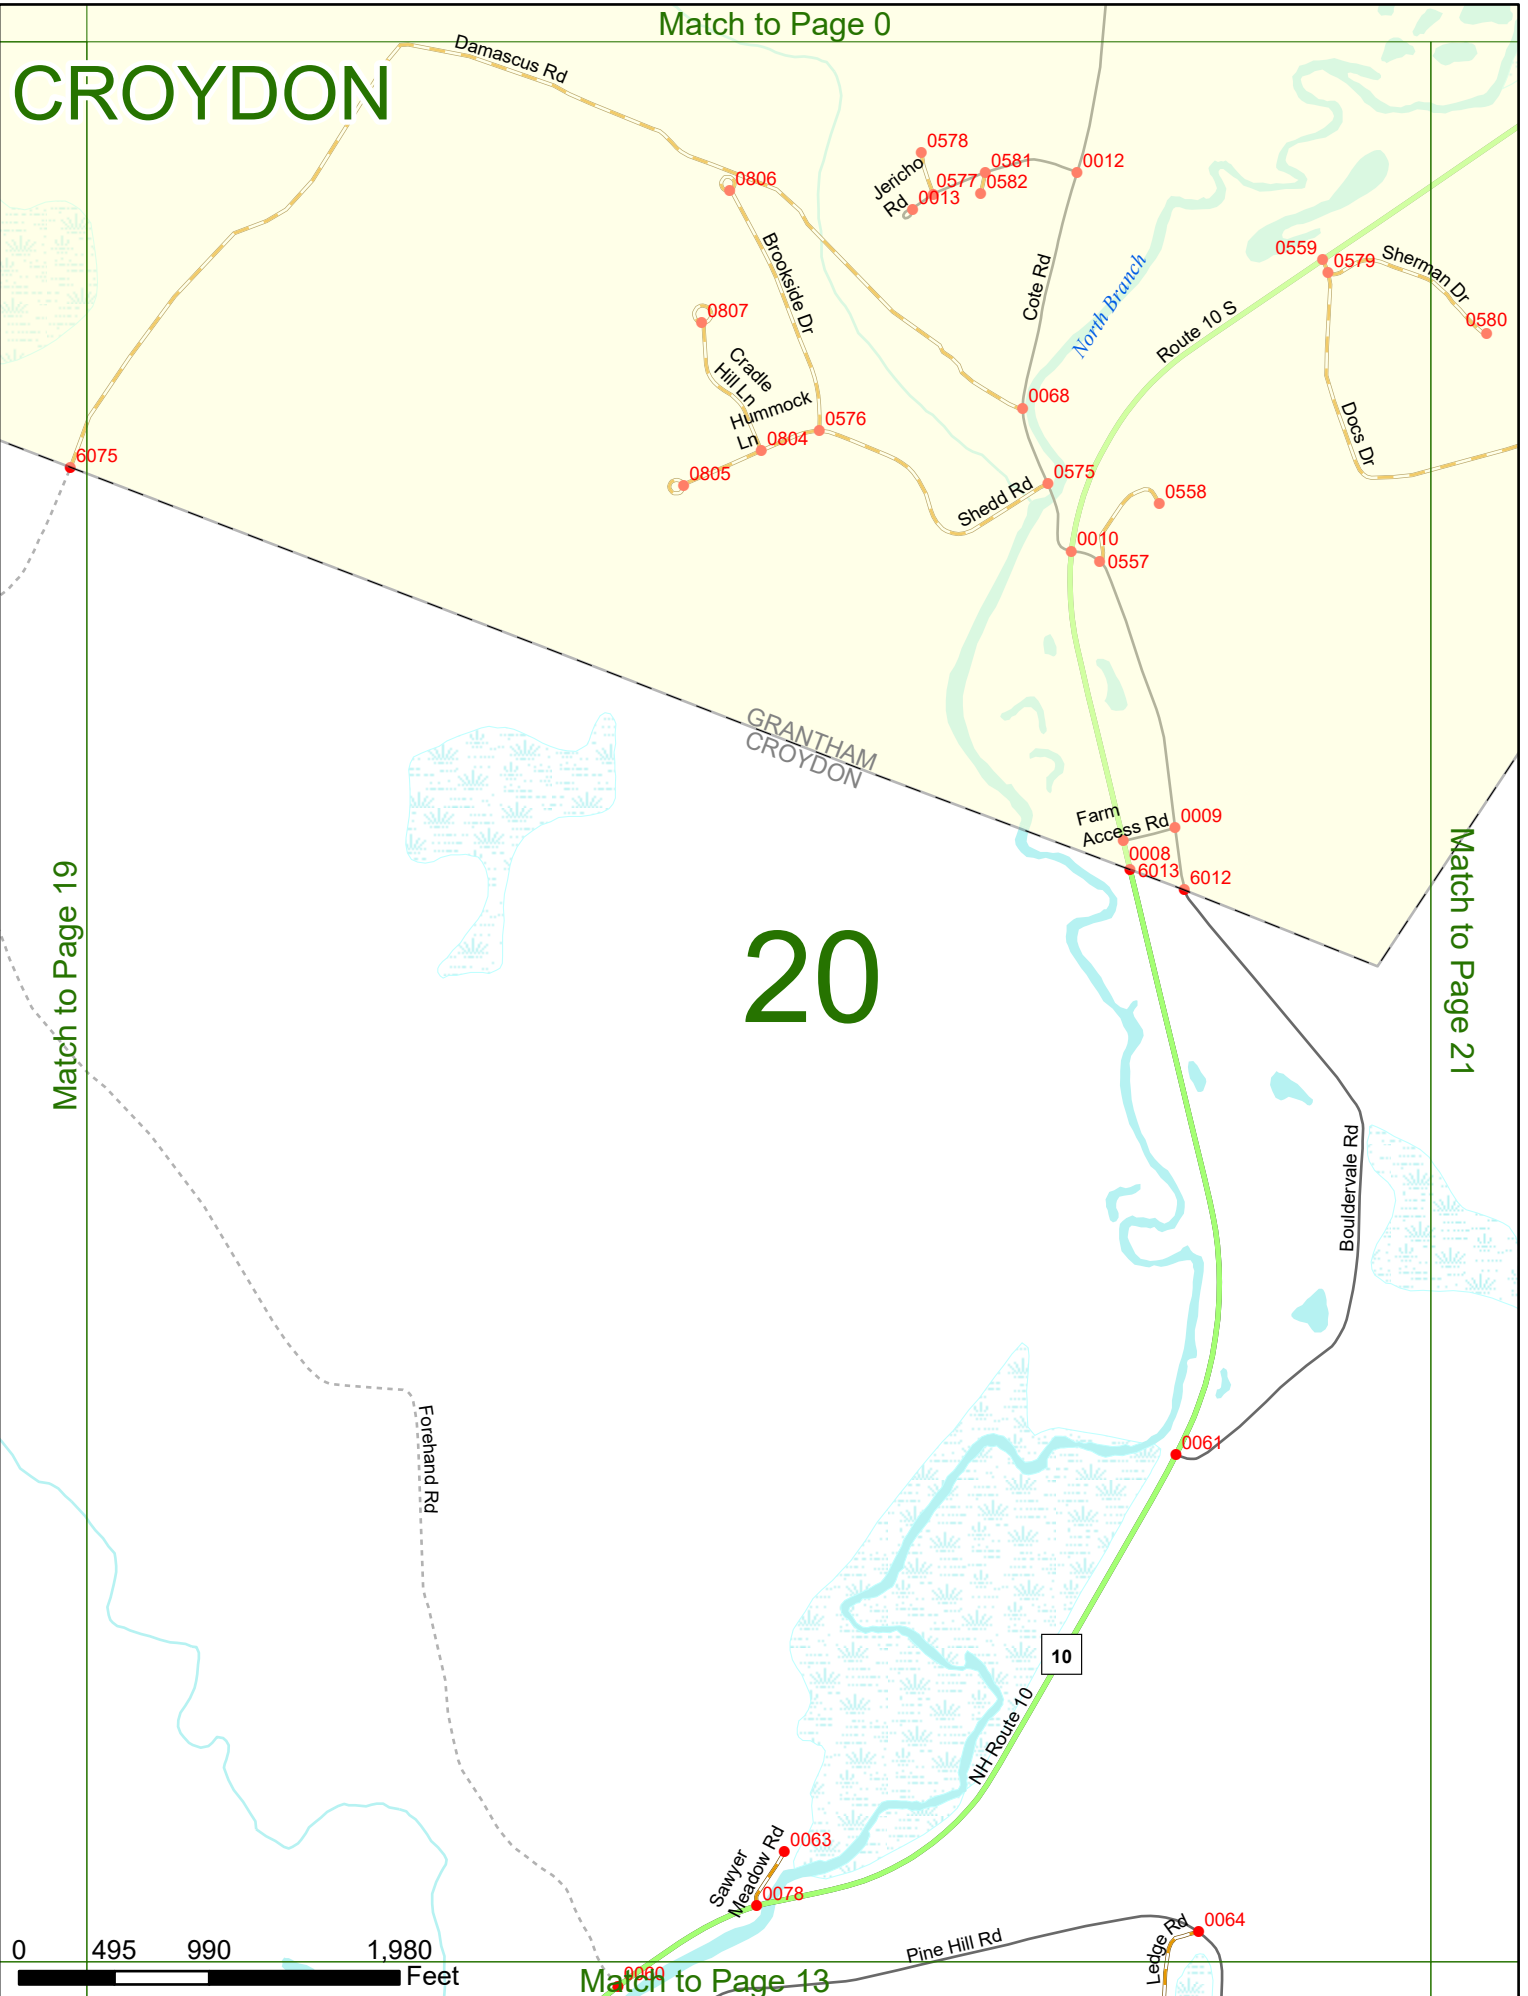 Match to Page 0
CROYDON
Damascus Rd
0578
0581
0012
Jericho
Rd
0577
0582
0013
0806
Brookside Dr
Cote Rd
North Branch
0559
0579
Sherman Dr
0580
Route 10 S
0807
Cradle
Hill Ln
Hummock
Ln
0576
0804
0805
0068
Docs Dr
6075
0575
Shedd Rd
0558
0010
0557
GRANTHAM
CROYDON
Farm
Access Rd
0009
0008
6013
6012
Match to Page 19
20
Match to Page 21
Bouldervale Rd
Forehand Rd
0061
10
NH Route 10
Sawyer
Meadow Rd
0063
0078
0064
Ledge Rd
Pine Hill Rd
0 495 990 1,980
Feet
0060
Match to Page 13